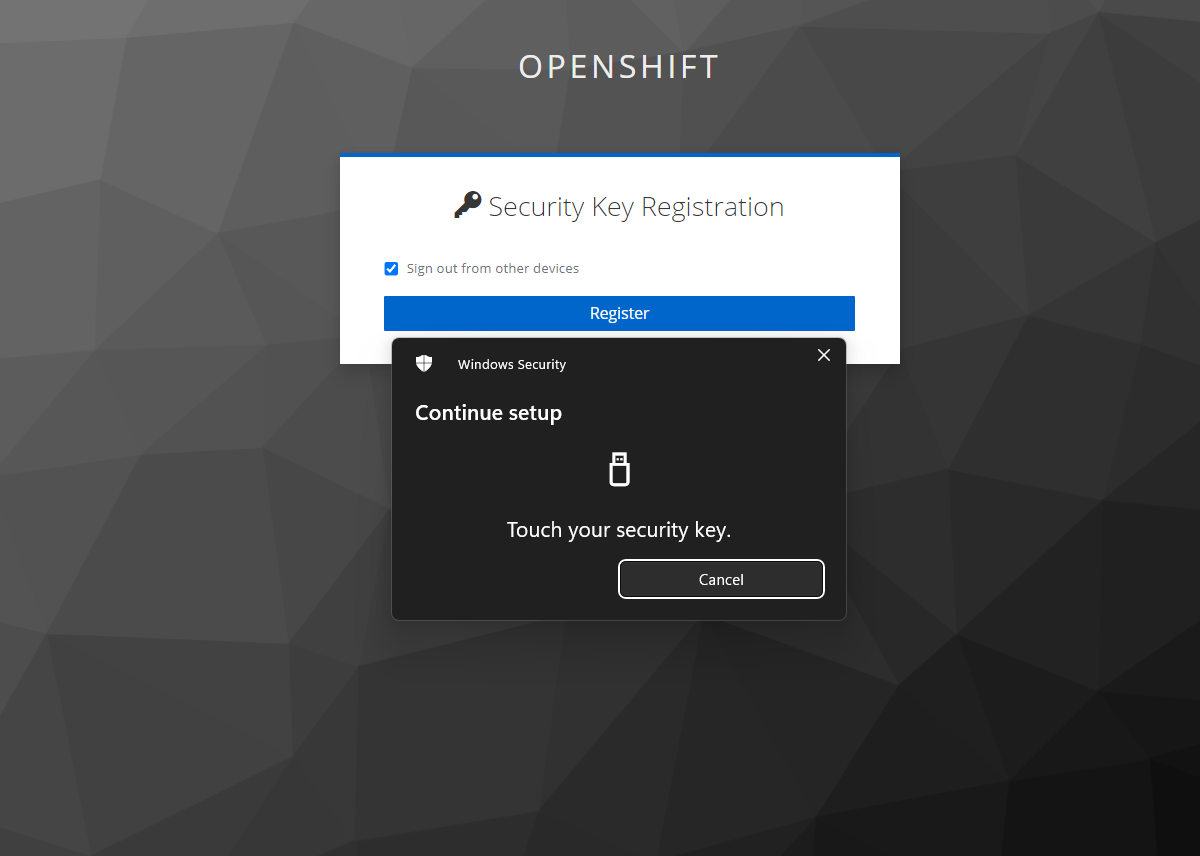 OPENSHIFT
Security Key Registration
Sign out from other devices
Register
Windows Security
Continue setup
Touch your security key.
Cancel